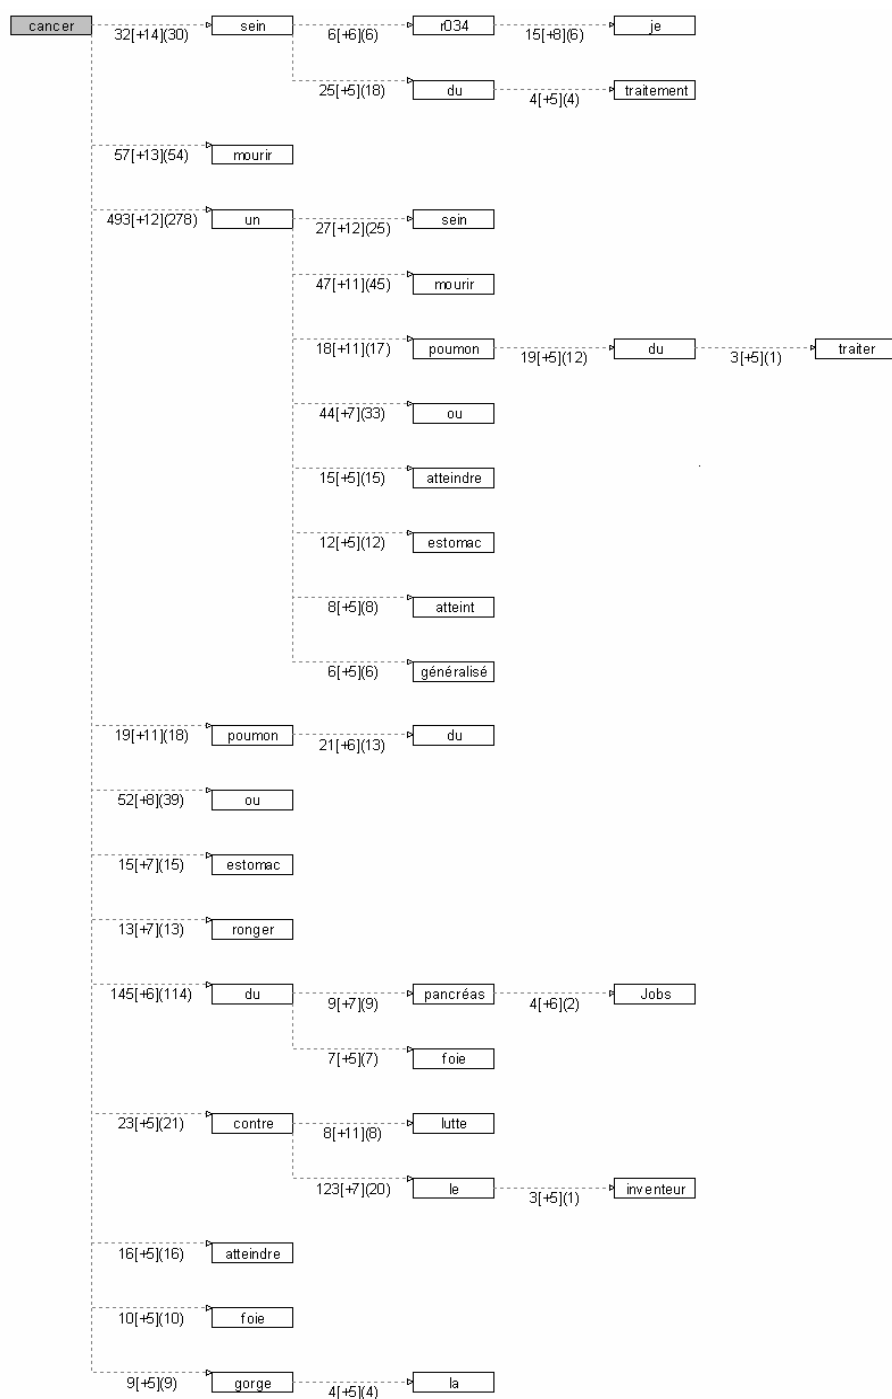 cancer 32[+14](30) sein 6[+6](6) r034 15[+8](6) je
25[+5](18) du 4[+5](4) traitement
57[+13](54) mourir
493[+12](278) un 27[+12](25) sein
47[+11](45) mourir
18[+11](17) poumon 19[+5](12) du 3[+5](1) traiter
44[+7](33) ou
15[+5](15) atteindre
12[+5](12) estomac
8[+5](8) atteint
6[+5](6) généralisé
19[+11](18) poumon 21[+6](13) du
52[+8](39) ou
15[+7](15) estomac
13[+7](13) ronger
145[+6](114) du 9[+7](9) pancréas 4[+6](2) Jobs
7[+5](7) foie
23[+5](21) contre 8[+11](8) lutte
123[+7](20) le 3[+5](1) inventeur
16[+5](16) atteindre
10[+5](10) foie
9[+5](9) gorge 4[+5](4) la